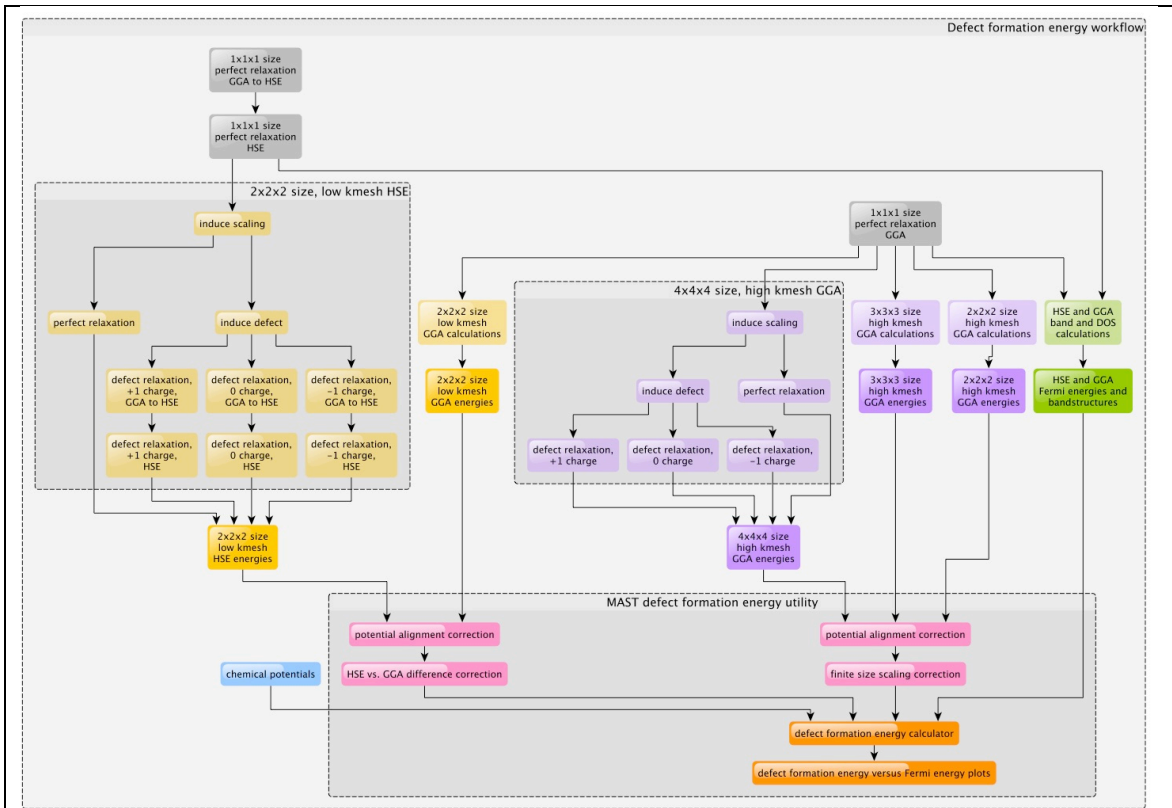 Defect formation energy workflow
1x1x1 size
perfect relaxation
GGA to HSE
1x1x1 size
perfect relaxation
HSE
2x2x2 size, low kmesh HSE
induce scaling
perfect relaxation
induce defect
defect relaxation,
+1 charge,
GGA to HSE
defect relaxation,
0 charge,
GGA to HSE
defect relaxation,
-1 charge,
GGA to HSE
defect relaxation,
+1 charge,
HSE
defect relaxation,
0 charge,
HSE
defect relaxation,
-1 charge,
HSE
2x2x2 size
low kmesh
HSE energies
1x1x1 size
perfect relaxation
GGA
2x2x2 size
low kmesh
GGA calculations
2x2x2 size
low kmesh
GGA energies
4x4x4 size, high kmesh GGA
induce scaling
induce defect
perfect relaxation
defect relaxation,
+1 charge
defect relaxation,
0 charge
defect relaxation,
-1 charge
4x4x4 size
high kmesh
GGA energies
3x3x3 size
high kmesh
GGA calculations
3x3x3 size
high kmesh
GGA energies
2x2x2 size
high kmesh
GGA calculations
2x2x2 size
high kmesh
GGA energies
HSE and GGA
band and DOS
calculations
HSE and GGA
Fermi energies and
bandstructures
MAST defect formation energy utility
potential alignment correction
HSE vs. GGA difference correction
potential alignment correction
finite size scaling correction
chemical potentials
defect formation energy calculator
defect formation energy versus Fermi energy plots